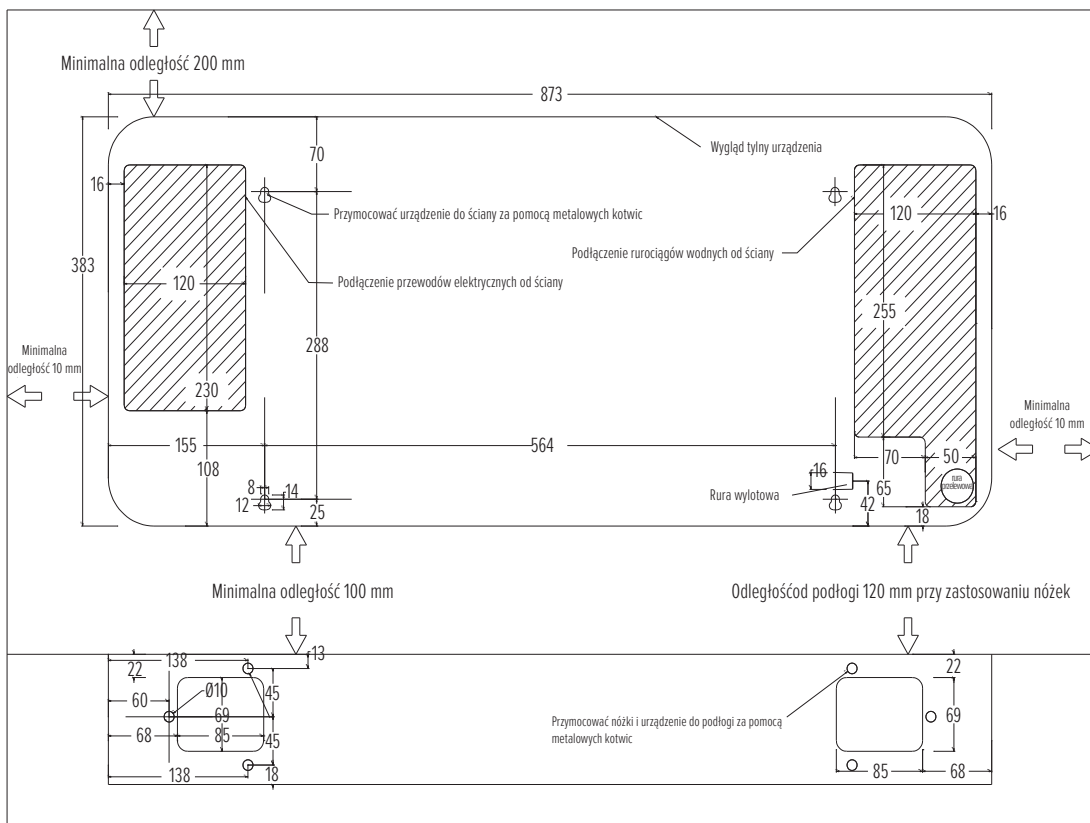 Minimalna odległość 200 mm
873
70
Wygląd tylny urządzenia
16
Przymocować urządzenie do ściany za pomocą metalowych kotwic
120
16
Podłączenie rurociągów wodnych od ściany
383
120
Podłączenie przewodów elektrycznych od ściany
255
288
Minimalna
odległość 10 mm
230
Minimalna
odległość 10 mm
155
564
108
70
50
8
14
16
rura
przelewowa
12
Rura wylotowa
65
25
42
18
Minimalna odległość 100 mm
Odległośćod podłogi 120 mm przy zastosowaniu nóżek
138
13
22
22
60
Ø10
45
69
Przymocować nóżki i urządzenie do podłogi za pomocą
metalowych kotwic
69
68
85
45
138
18
85
68